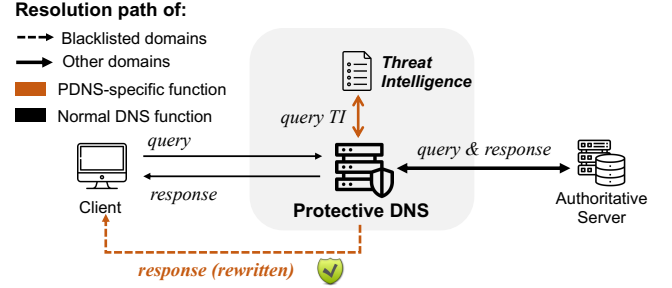 Resolution path of:
Blacklisted domains
Other domains
PDNS-specific function
Normal DNS function
Threat
Intelligence
query TI
query
response
query & response
Client
Protective DNS
Authoritative
Server
response (rewritten)